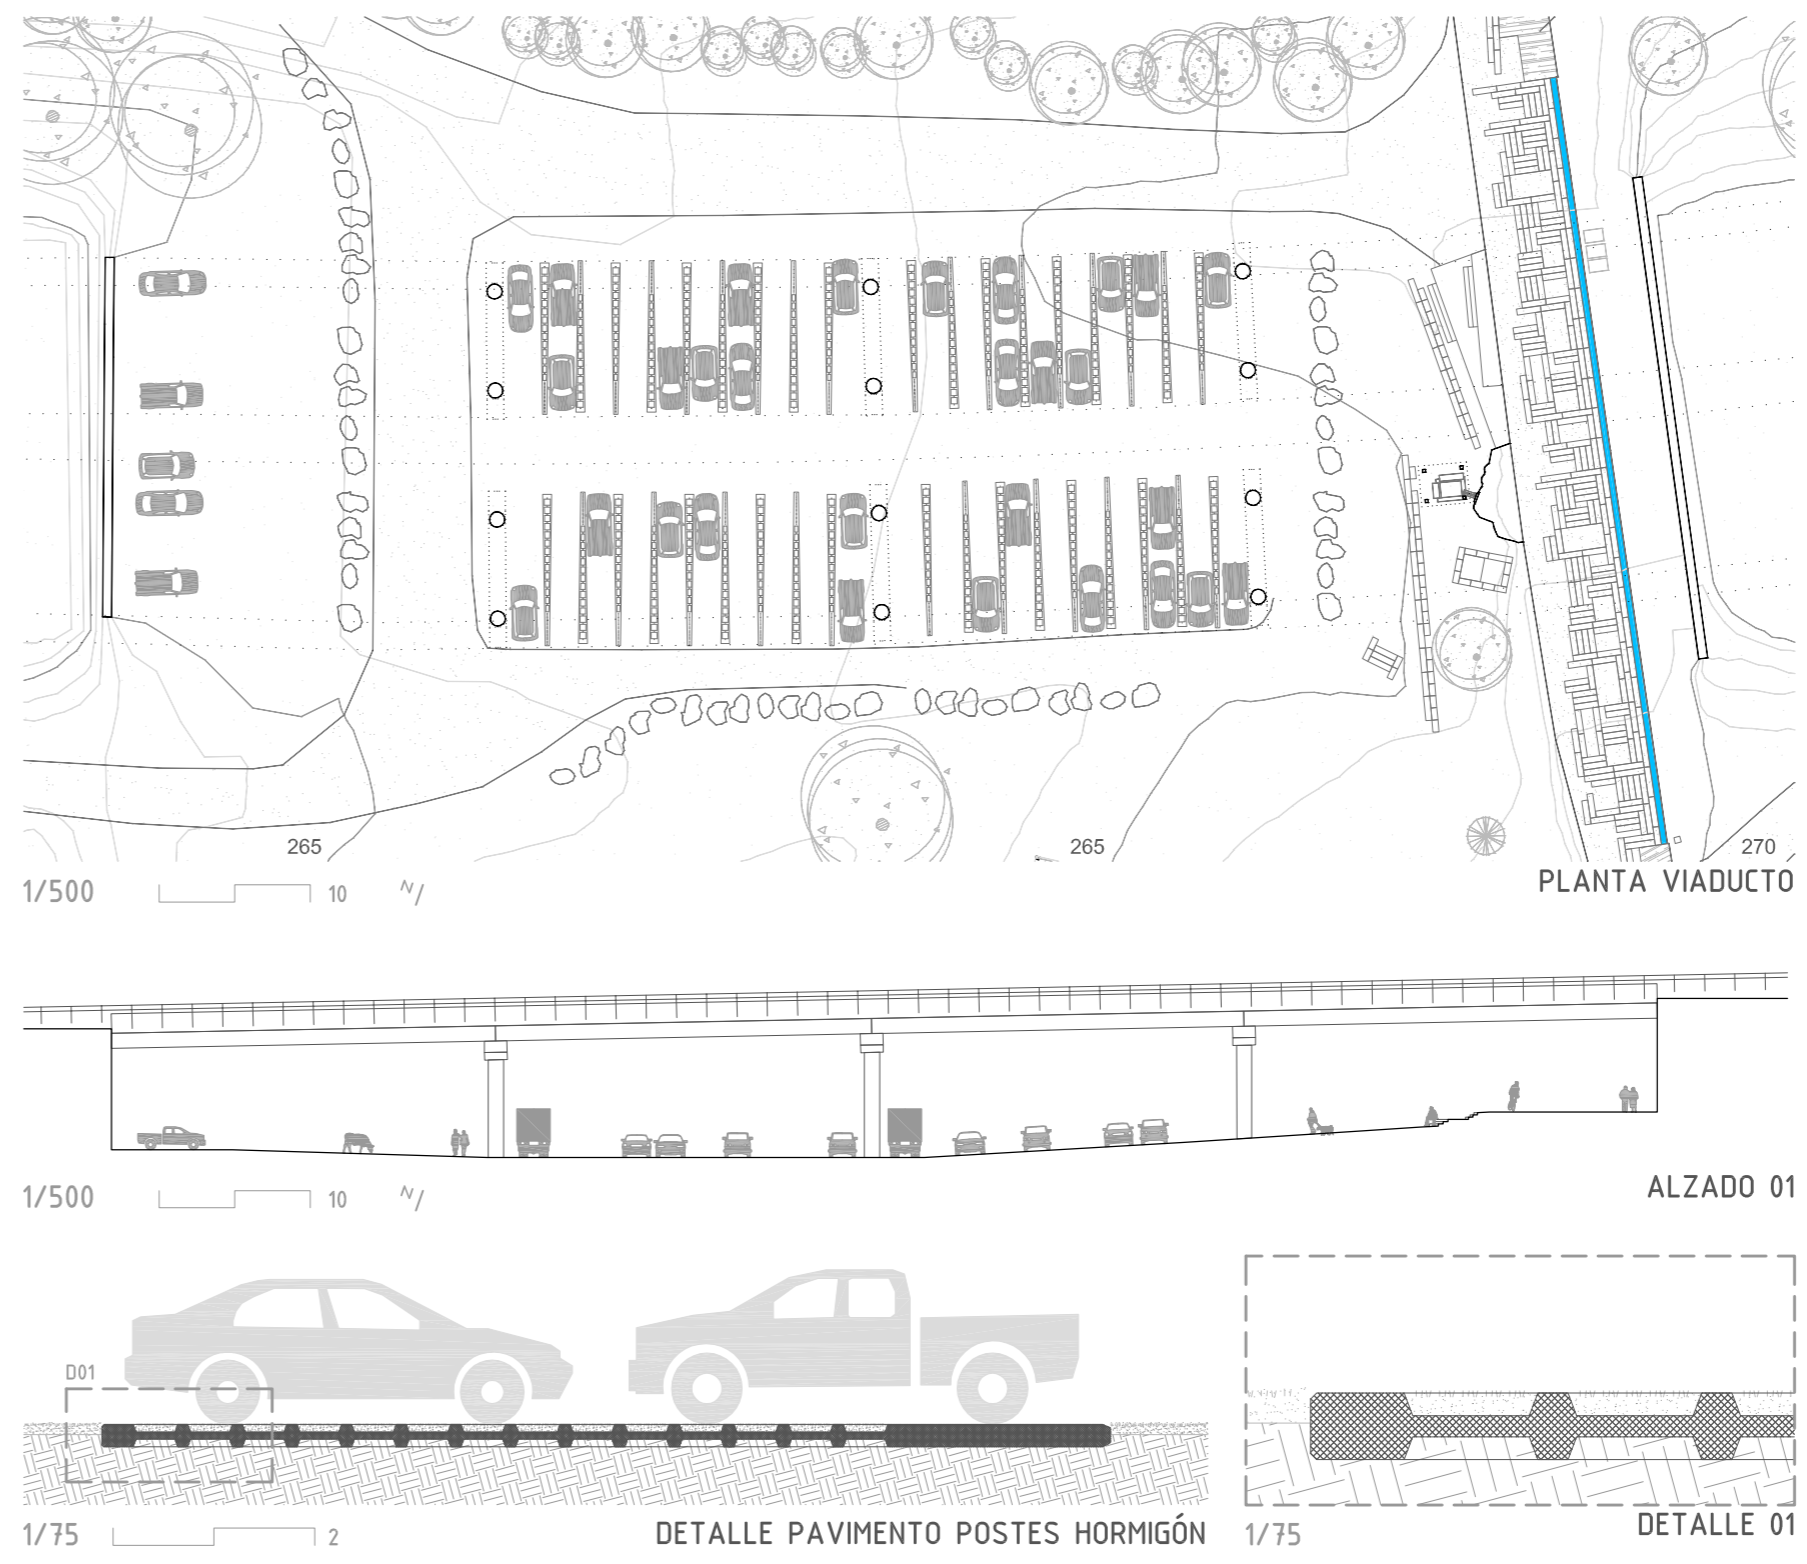 265
265
270
1/500 10 N
PLANTA VIADUCTO
1/500 10 N
ALZADO 01
D01
1/75 2
DETALLE PAVIMENTO POSTES HORMIGÓN
1/75
DETALLE 01